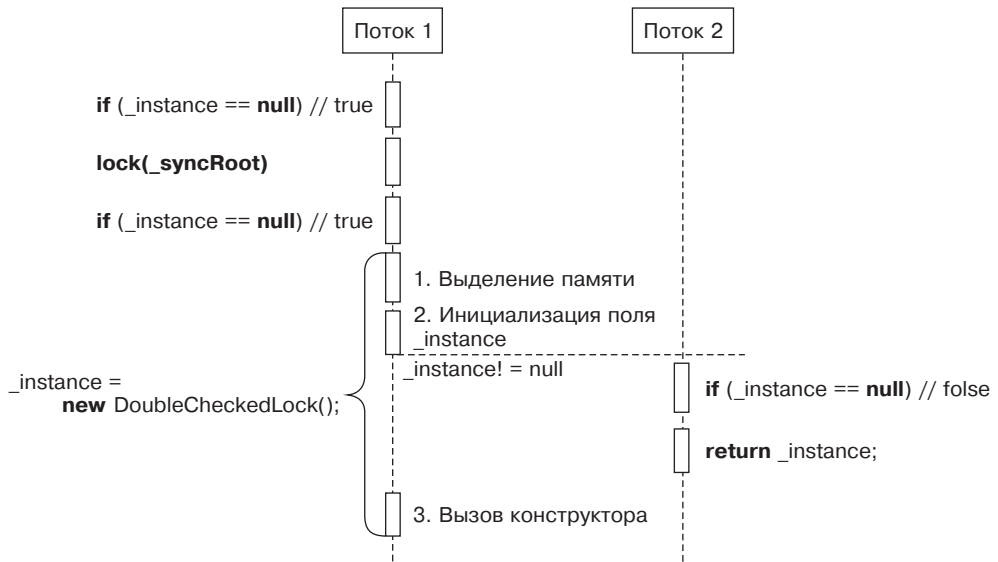 Поток 1
Поток 2
if (_instance == null) // true
lock(_syncRoot)
if (_instance == null) // true
1. Выделение памяти
2. Инициализация поля
_instance
_instance! = null
_instance =
new DoubleCheckedLock();
if (_instance == null) // folse
return _instance;
3. Вызов конструктора